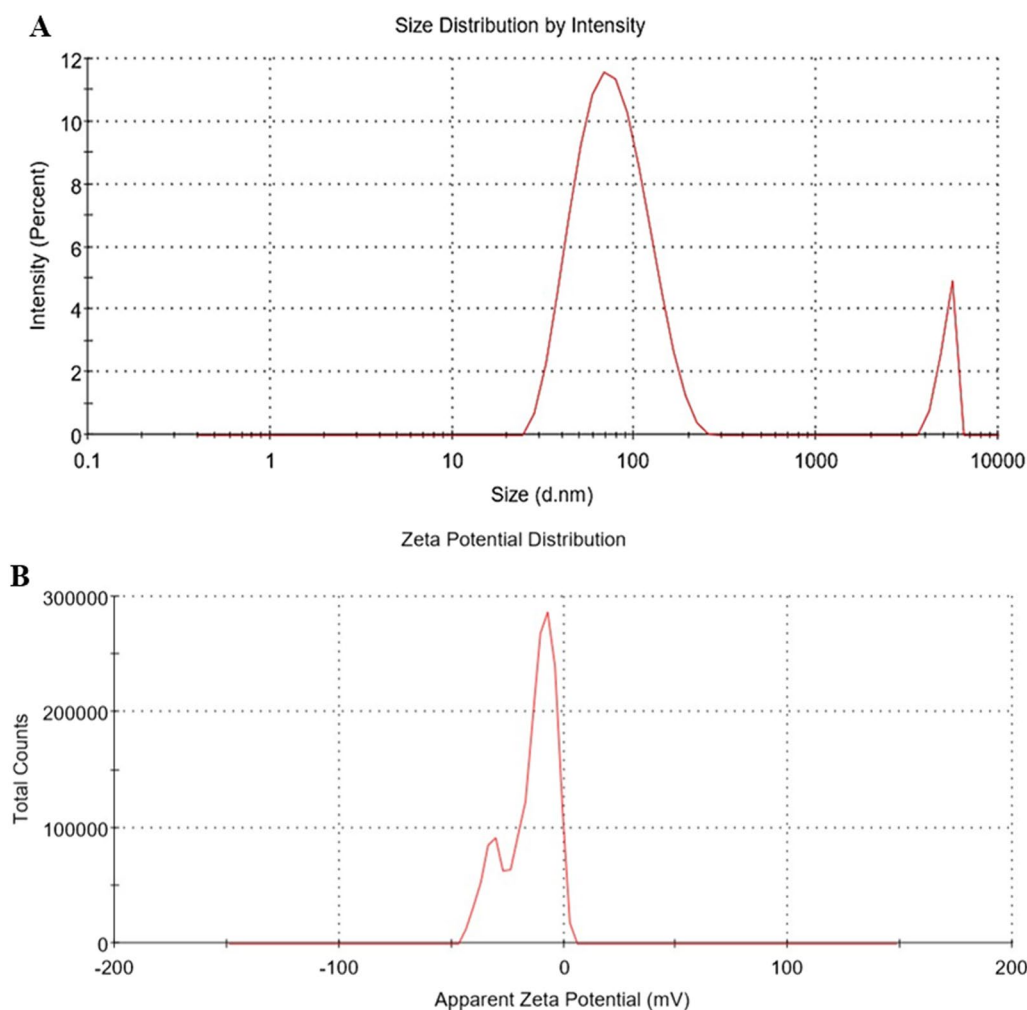 A
Size Distribution by Intensity
12
10
8
6
4
2
0
Intensity (Percent)
0.1 1 10 100 1000 10000
Size (d.nm)
Zeta Potential Distribution
B
300000
200000
100000
0
Total Counts
-200 -100 0 100 200
Apparent Zeta Potential (mV)